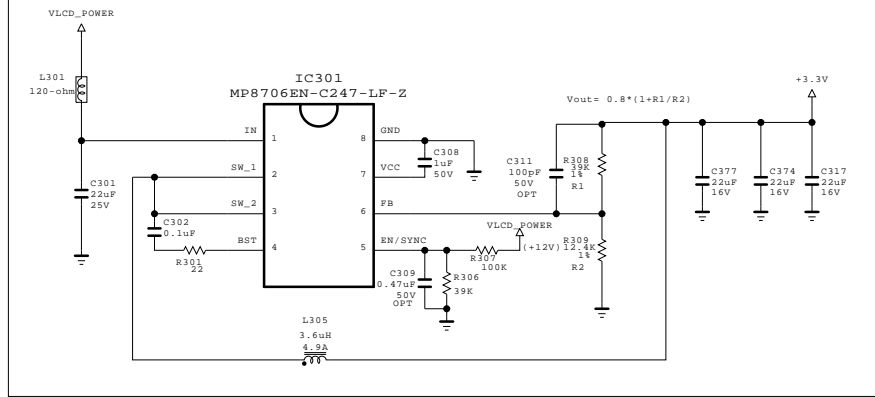 VLCD_POWER
L301
120-ohm
IC301
MP8706EN-C247-LF-Z
+3.3V
Vout= 0.8*(1+R1/R2)
IN
1
8
GND
C308
1uF
50V
SW_1
2
7
VCC
C301
22uF
25V
SW_2
3
6
FB
C302
0.1uF
BST
4
5
EN/SYNC
R301
22
C311
100pF
50V
OPT
R308
39K
1%
R1
C377
22uF
16V
C374
22uF
16V
C317
22uF
16V
VLCD_POWER
(+12V)
R307
100K
R309
12.4K
1%
R2
C309
0.47uF
50V
OPT
R306
39K
L305
3.6uH
4.9A